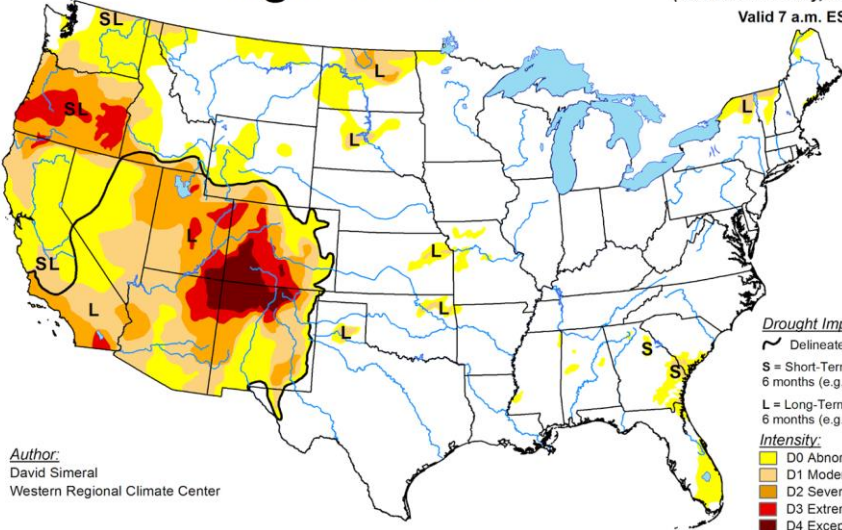 Valid 7 a.m. ES
SL
L
SL
L
L
L
L
SL
L
L
L
S
S
Drought Imp
Delineate
S = Short-Term
6 months (e.g.
L = Long-Term
6 months (e.g.
Intensity:
D0 Abnor
D1 Moder
D2 Sever
D3 Extrem
D4 Excep
Author:
David Simeral
Western Regional Climate Center